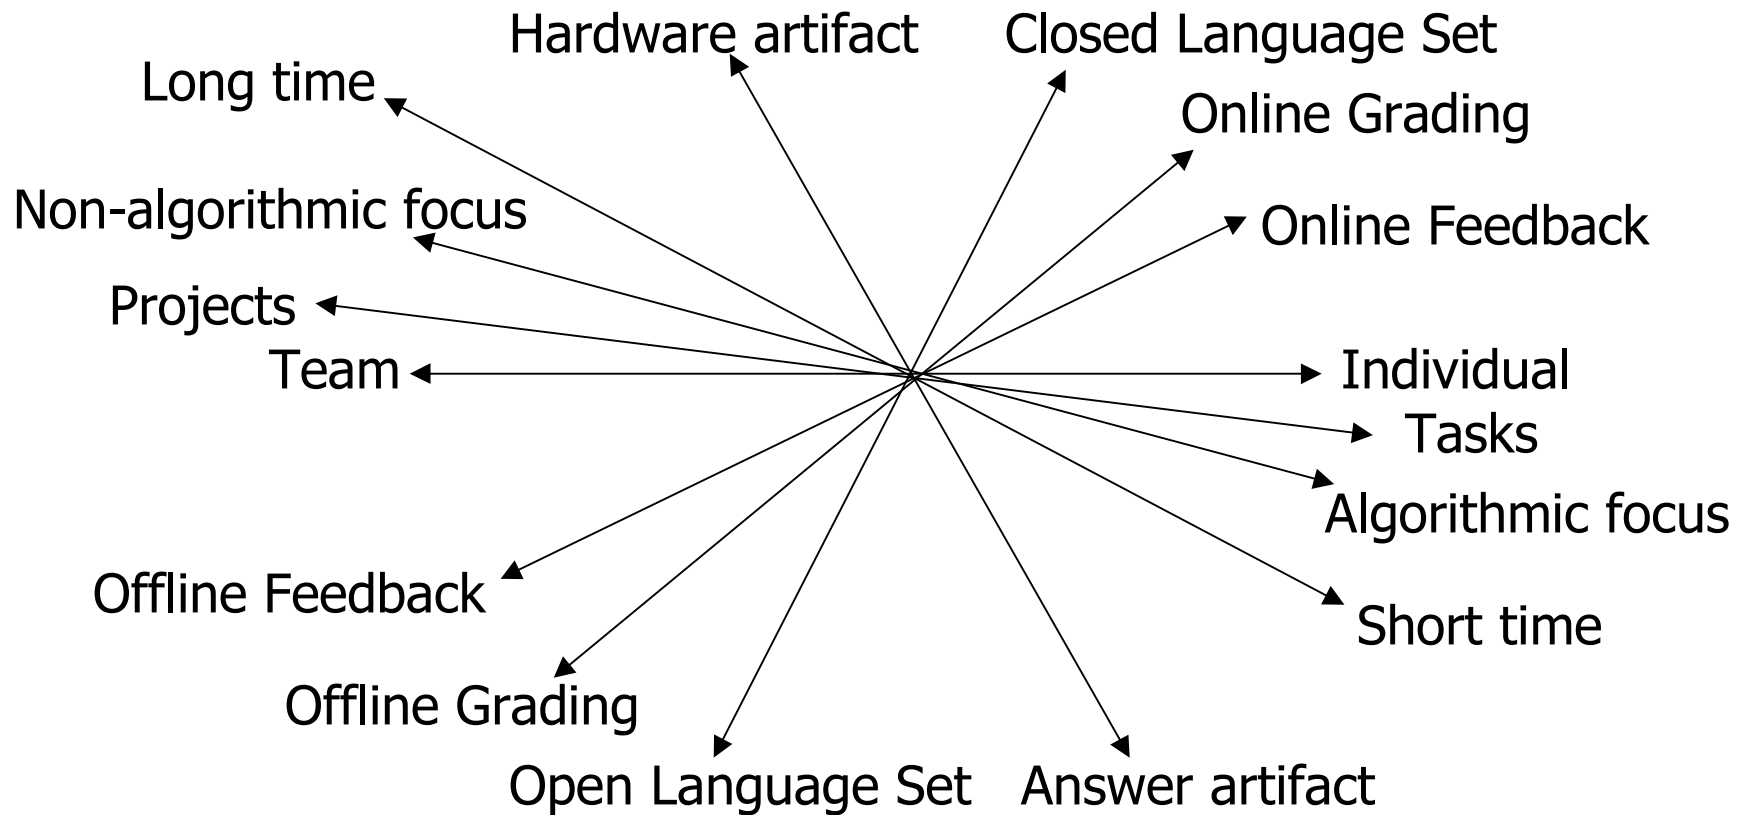 Hardware artifact
Closed Language Set
Long time
Online Grading
Non-algorithmic focus
Online Feedback
Projects
Team
Individual
Tasks
Algorithmic focus
Offline Feedback
Short time
Offline Grading
Open Language Set
Answer artifact